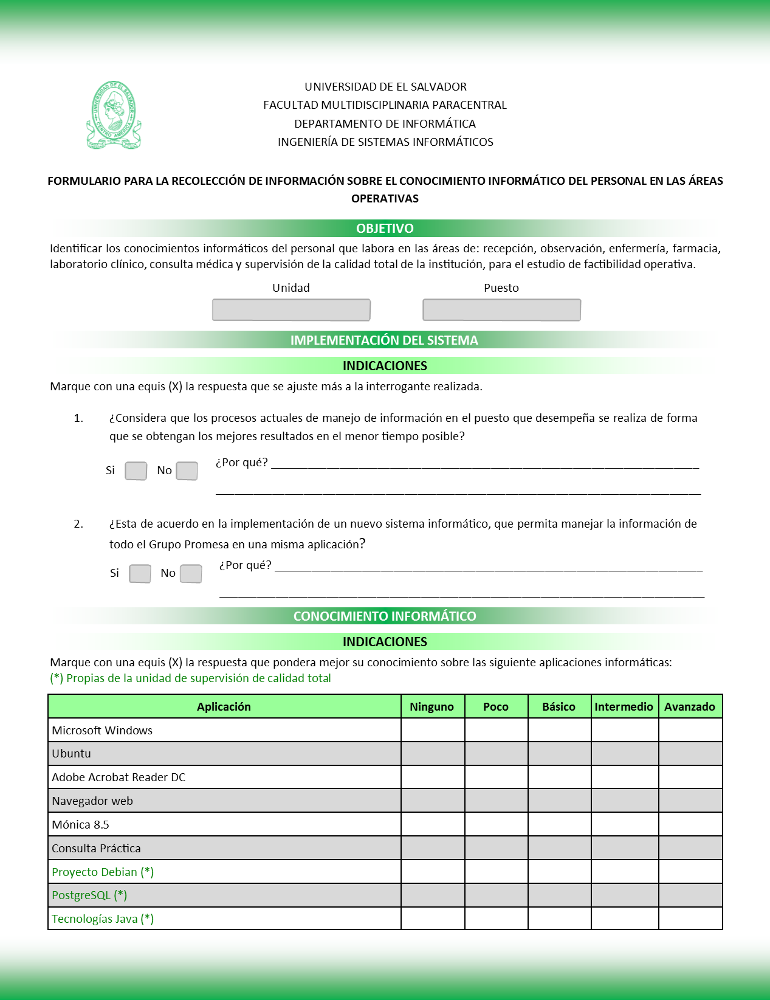 UNIVERSIDAD DE EL SALVADOR
FACULTAD MULTIDISCIPLINARIA PARACENTRAL
DEPARTAMENTO DE INFORMÁTICA
INGENIERÍA DE SISTEMAS INFORMÁTICOS
UNIVERSIDAD DE EL SALVADOR
CENTRO AMERICA
FORMULARIO PARA LA RECOLECCIÓN DE INFORMACIÓN SOBRE EL CONOCIMIENTO INFORMÁTICO DEL PERSONAL EN LAS ÁREAS
OPERATIVAS
OBJETIVO
Identificar los conocimientos informáticos del personal que labora en las áreas de: recepción, observación, enfermería, farmacia,
laboratorio clínico, consulta médica y supervisión de la calidad total de la institución, para el estudio de factibilidad operativa.
Unidad Puesto
IMPLEMENTACIÓN DEL SISTEMA
INDICACIONES
Marque con una equis (X) la respuesta que se ajuste más a la interrogante realizada.
1. ¿Considera que los procesos actuales de manejo de información en el puesto que desempeña se realiza de forma
que se obtengan los mejores resultados en el menor tiempo posible?
Si No ¿Por qué?
2. ¿Esta de acuerdo en la implementación de un nuevo sistema informático, que permita manejar la información de
todo el Grupo Promesa en una misma aplicación?
Si No ¿Por qué?
CONOCIMIENTO INFORMÁTICO
INDICACIONES
Marque con una equis (X) la respuesta que pondera mejor su conocimiento sobre las siguiente aplicaciones informáticas:
(*) Propias de la unidad de supervisión de calidad total
Aplicación Ninguno Poco Básico Intermedio Avanzado
Microsoft Windows
Ubuntu
Adobe Acrobat Reader DC
Navegador web
Mónica 8.5
Consulta Práctica
Proyecto Debian (*)
PostgreSQL (*)
Tecnologías Java (*)